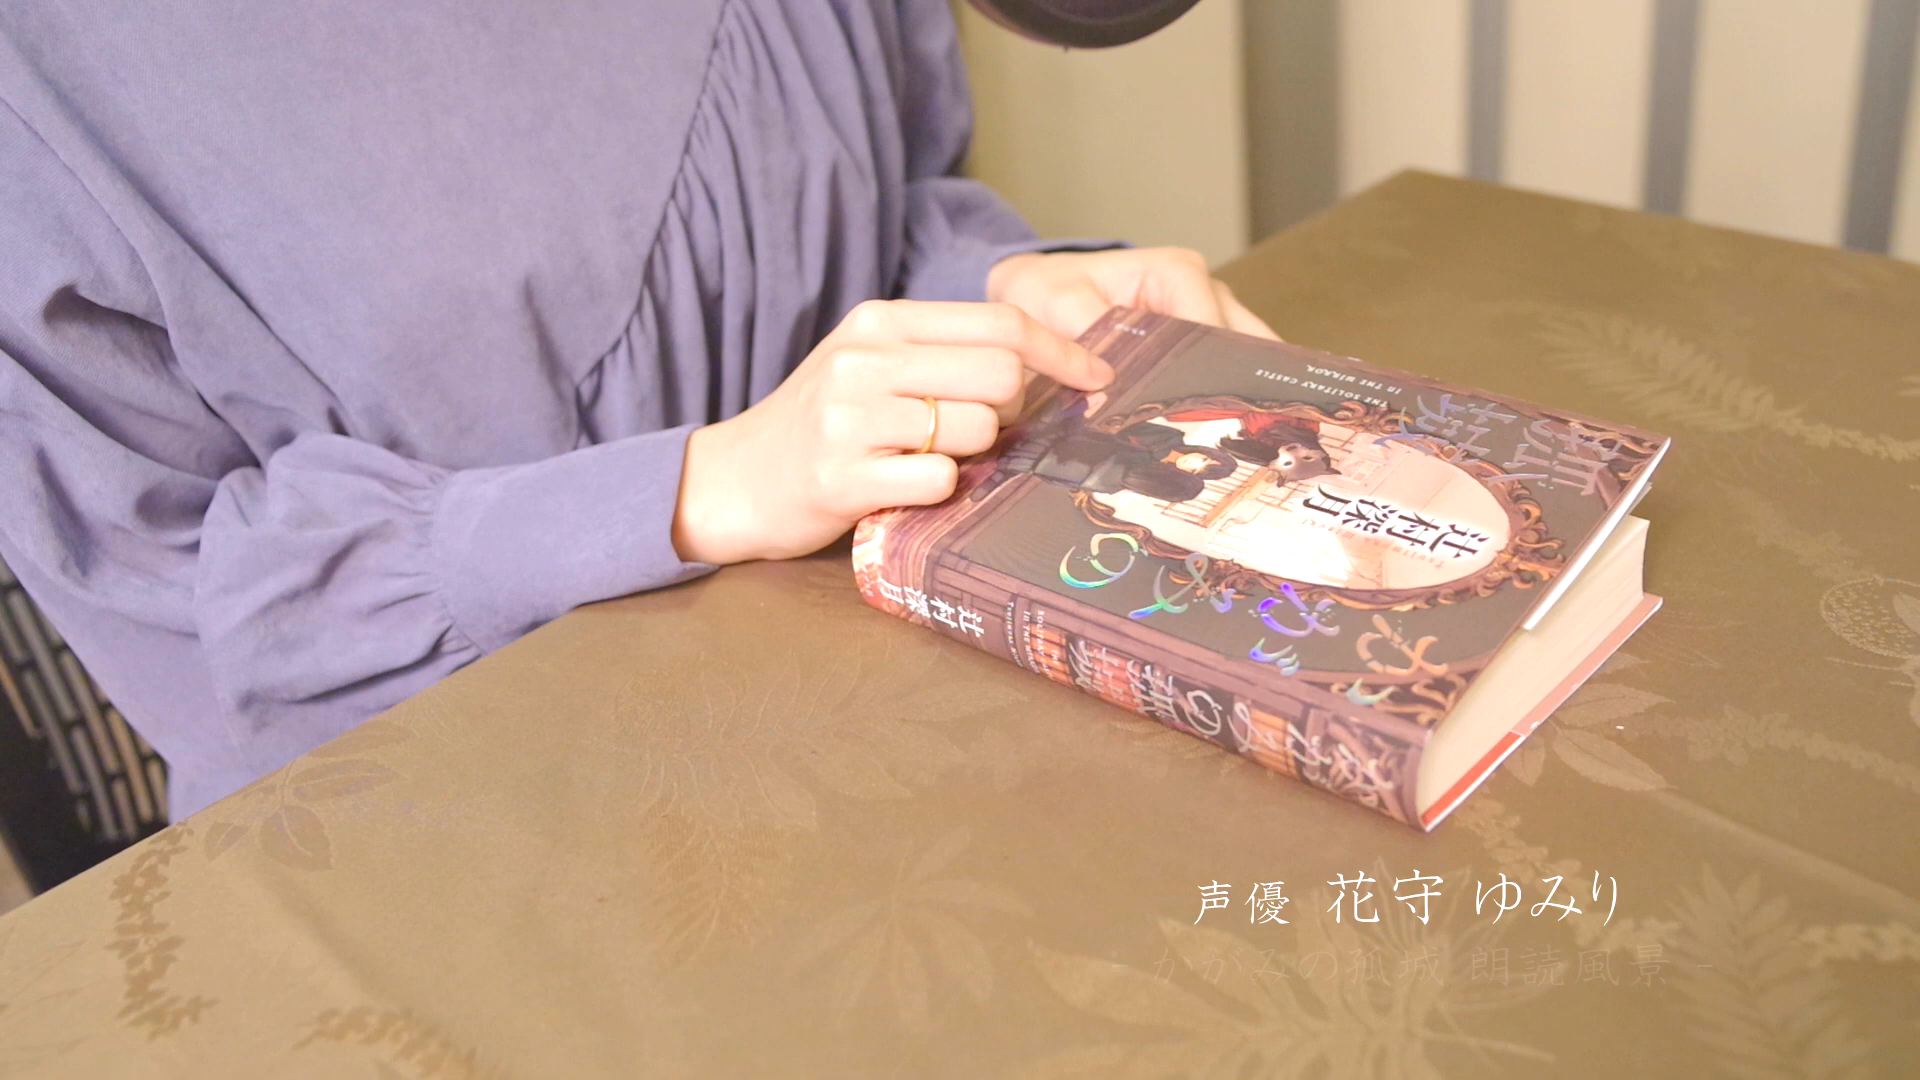 かがみの
孤城
THE SOLITARY CASTLE
IN THE MIRROR
辻村深月
かがみの孤城
辻村深月
声優 花守 ゆみり
- かがみの孤城 朗読風景 -